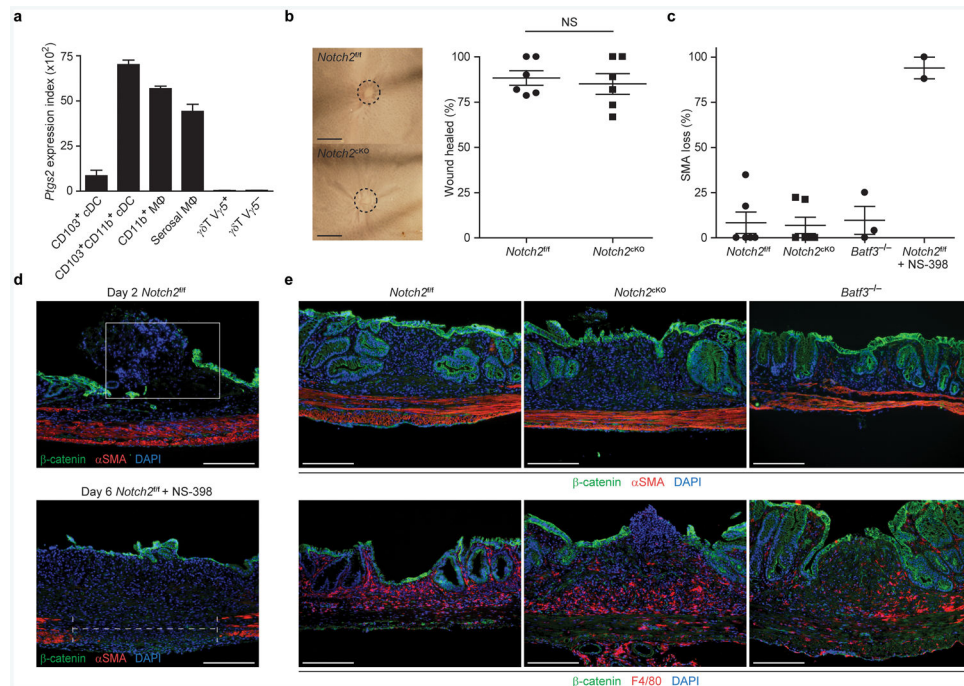 a
Ptgs2 expression index (x10²)
75
50
25
0
CD103⁺ cDC
CD103⁺CD11b⁺ cDC
CD11b⁺ MΦ
Serosal MΦ
γδT Vγ5⁺
γδT Vγ5⁻
b
Notch2f/f
Notch2cKO
NS
Wound healed (%)
100
75
50
25
0
Notch2f/f
Notch2cKO
c
SMA loss (%)
100
75
50
25
0
Notch2f/f
Notch2cKO
Batf3–/–
Notch2f/f
+ NS-398
d
Day 2 Notch2f/f
β-catenin αSMA DAPI
Day 6 Notch2f/f + NS-398
β-catenin αSMA DAPI
e
Notch2f/f
Notch2cKO
Batf3–/–
β-catenin αSMA DAPI
β-catenin F4/80 DAPI